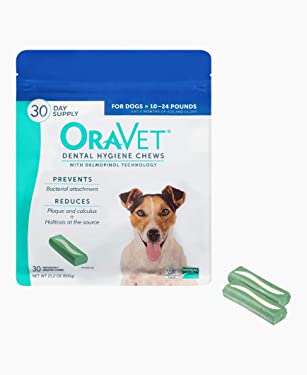 30 DAY
SUPPLY
FOR DOGS > 10–24 POUNDS
ORAVET®
DENTAL HYGIENE CHEWS
WITH DELMOPINOL TECHNOLOGY
PREVENTS
Bacterial attachment
REDUCES
Plaque and calculus
+
Halitosis at the source
30